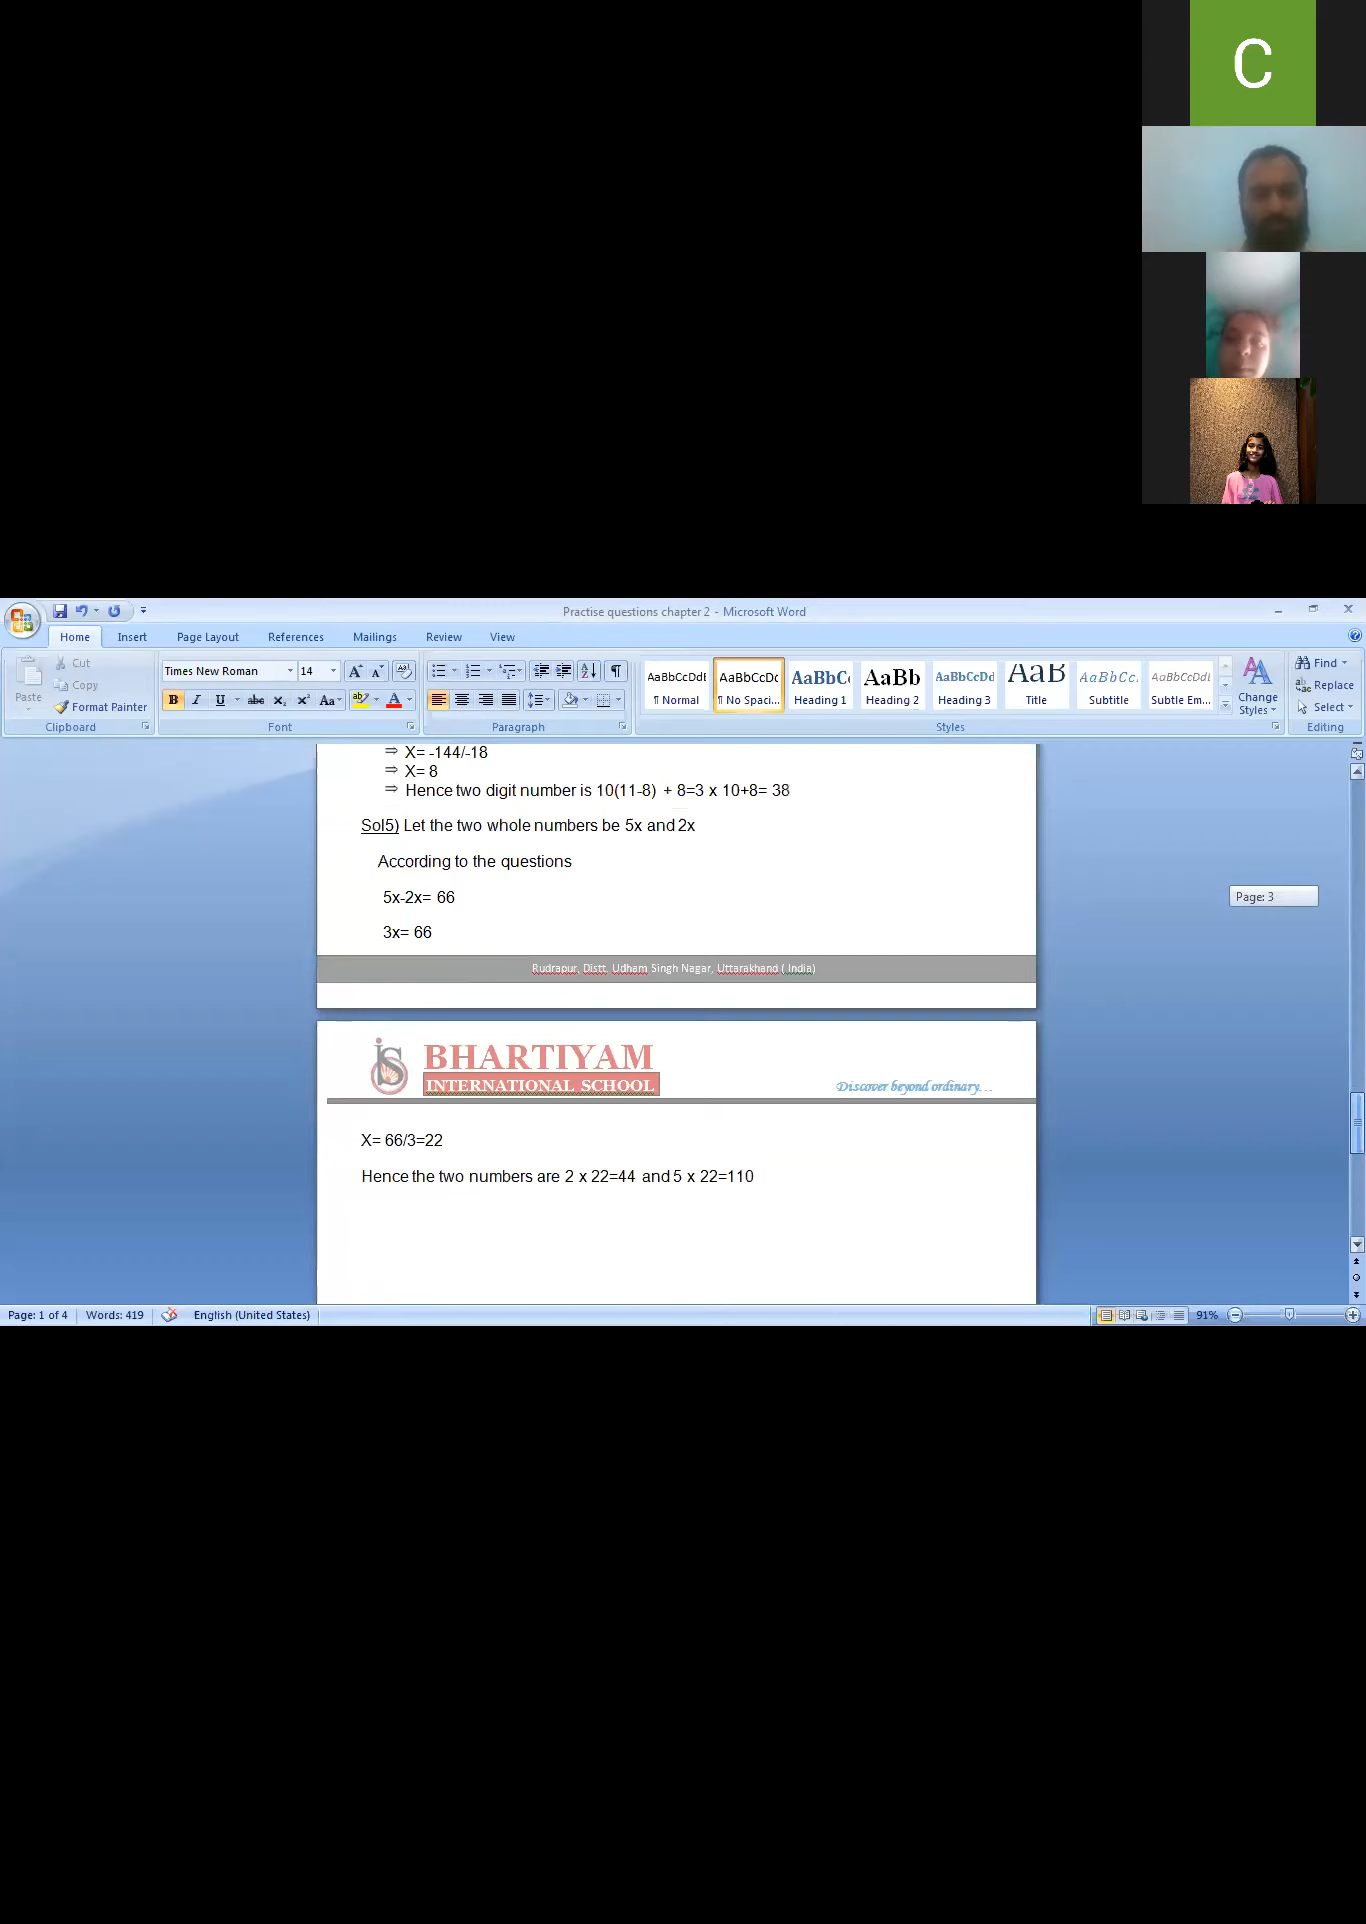 C
Practise questions chapter 2 - Microsoft Word
Home Insert Page Layout References Mailings Review View
Paste
Cut
Copy
Format Painter
Clipboard
Times New Roman 14
B I U abc X₂ X² Aa
Font
Paragraph
AaBbCcDdE AaBbCcDc AaBbC AaBb AaBbCcDd AaB AaBbCc. AaBbCcDdl
¶ Normal ¶ No Spaci... Heading 1 Heading 2 Heading 3 Title Subtitle Subtle Em...
Styles
Change Styles
Find
Replace
Select
Editing
⇒ X= -144/-18
⇒ X= 8
⇒ Hence two digit number is 10(11-8) + 8=3 x 10+8= 38
Sol5) Let the two whole numbers be 5x and 2x
According to the questions
5x-2x= 66
Page: 3
3x= 66
Rudrapur, Distt. Udham Singh Nagar, Uttarakhand ( India)
BHARTIYAM
INTERNATIONAL SCHOOL
Discover beyond ordinary...
X= 66/3=22
Hence the two numbers are 2 x 22=44 and 5 x 22=110
Page: 1 of 4 Words: 419 English (United States) 91%